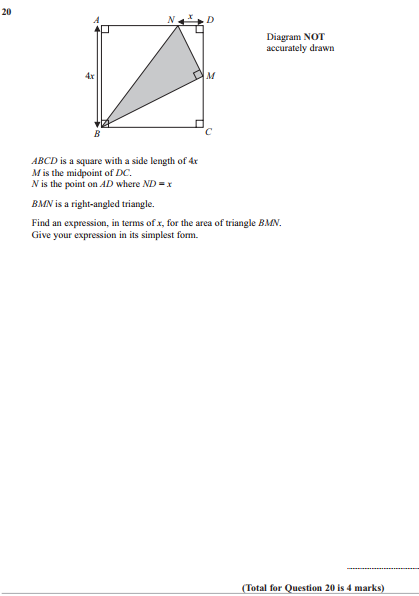 20
A N x D
Diagram NOT
accurately drawn
4x M
B C
ABCD is a square with a side length of 4x
M is the midpoint of DC.
N is the point on AD where ND = x
BMN is a right-angled triangle.
Find an expression, in terms of x, for the area of triangle BMN.
Give your expression in its simplest form.
(Total for Question 20 is 4 marks)